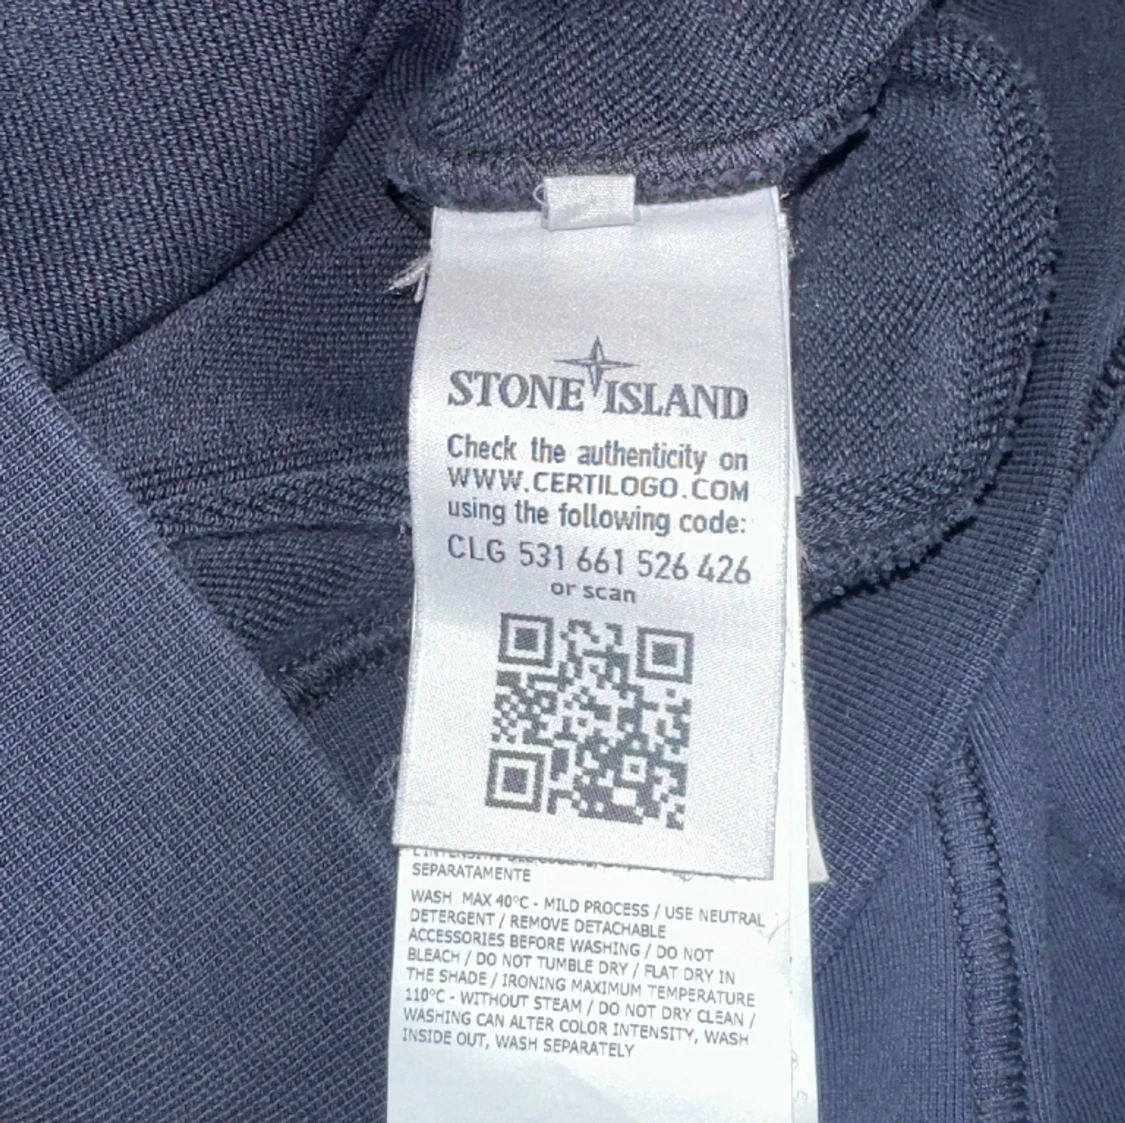 STONE ISLAND
Check the authenticity on
WWW.CERTILOGO.COM
using the following code:
CLG 531 661 526 426
or scan
SEPARATAMENTE
WASH MAX 40°C - MILD PROCESS / USE NEUTRAL
DETERGENT / REMOVE DETACHABLE
ACCESSORIES BEFORE WASHING / DO NOT
BLEACH / DO NOT TUMBLE DRY / FLAT DRY IN
THE SHADE / IRONING MAXIMUM TEMPERATURE
110°C - WITHOUT STEAM / DO NOT DRY CLEAN /
WASHING CAN ALTER COLOR INTENSITY, WASH
INSIDE OUT, WASH SEPARATELY